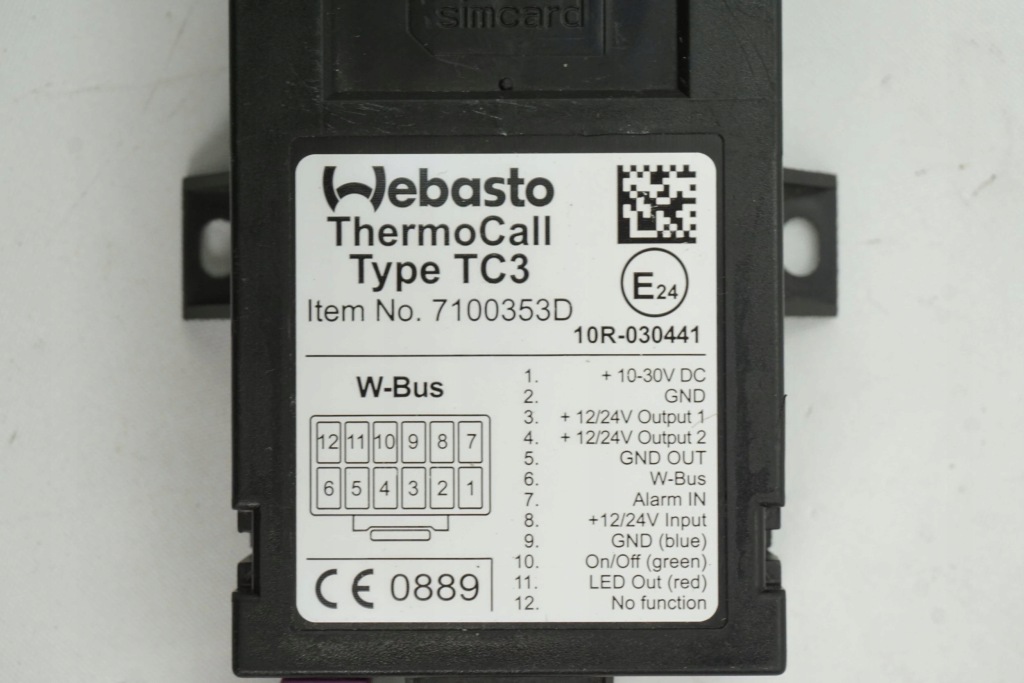 simcard
Webasto
ThermoCall
Type TC3
Item No. 7100353D
E24
10R-030441
W-Bus
12 11 10 9 8 7
6 5 4 3 2 1
CE 0889
1. + 10-30V DC
2. GND
3. + 12/24V Output 1
4. + 12/24V Output 2
5. GND OUT
6. W-Bus
7. Alarm IN
8. +12/24V Input
9. GND (blue)
10. On/Off (green)
11. LED Out (red)
12. No function